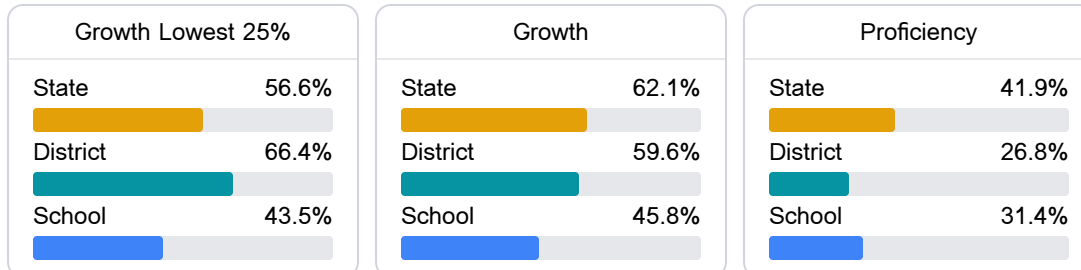 Growth Lowest 25%
State 56.6%
District 66.4%
School 43.5%
Growth
State 62.1%
District 59.6%
School 45.8%
Proficiency
State 41.9%
District 26.8%
School 31.4%